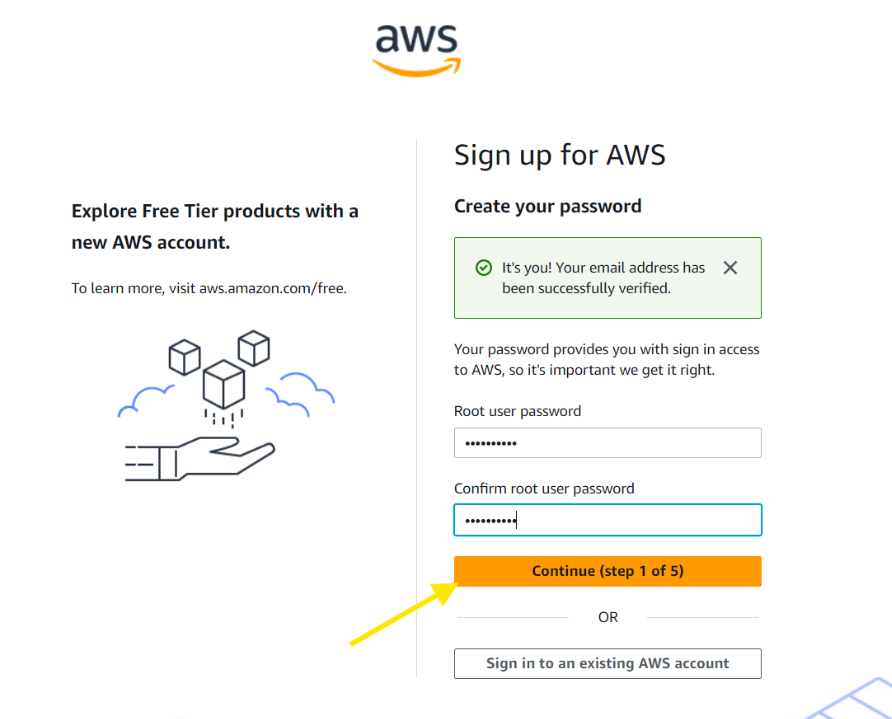 aws
Explore Free Tier products with a
new AWS account.
To learn more, visit aws.amazon.com/free.
Sign up for AWS
Create your password
It's you! Your email address has
been successfully verified.
Your password provides you with sign in access
to AWS, so it's important we get it right.
Root user password
••••••••••
Confirm root user password
••••••••••
Continue (step 1 of 5)
OR
Sign in to an existing AWS account